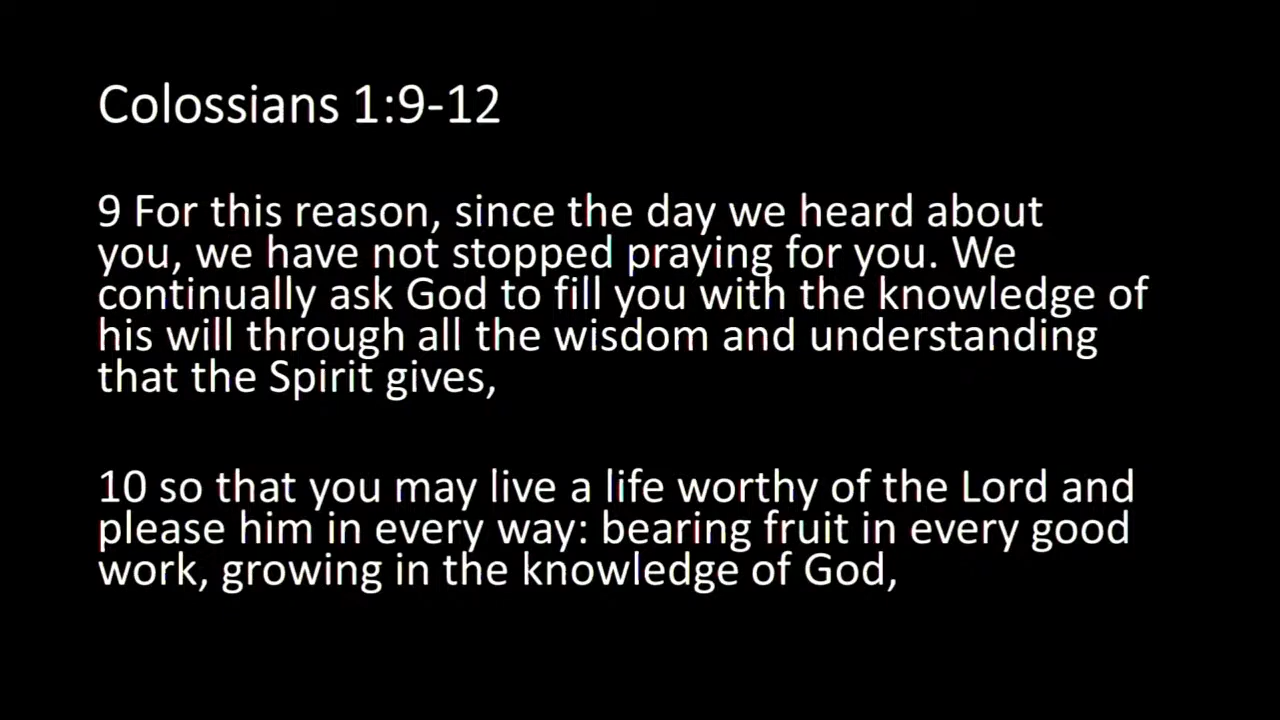 Colossians 1:9-12
9 For this reason, since the day we heard about
you, we have not stopped praying for you. We
continually ask God to fill you with the knowledge of
his will through all the wisdom and understanding
that the Spirit gives,
10 so that you may live a life worthy of the Lord and
please him in every way: bearing fruit in every good
work, growing in the knowledge of God,